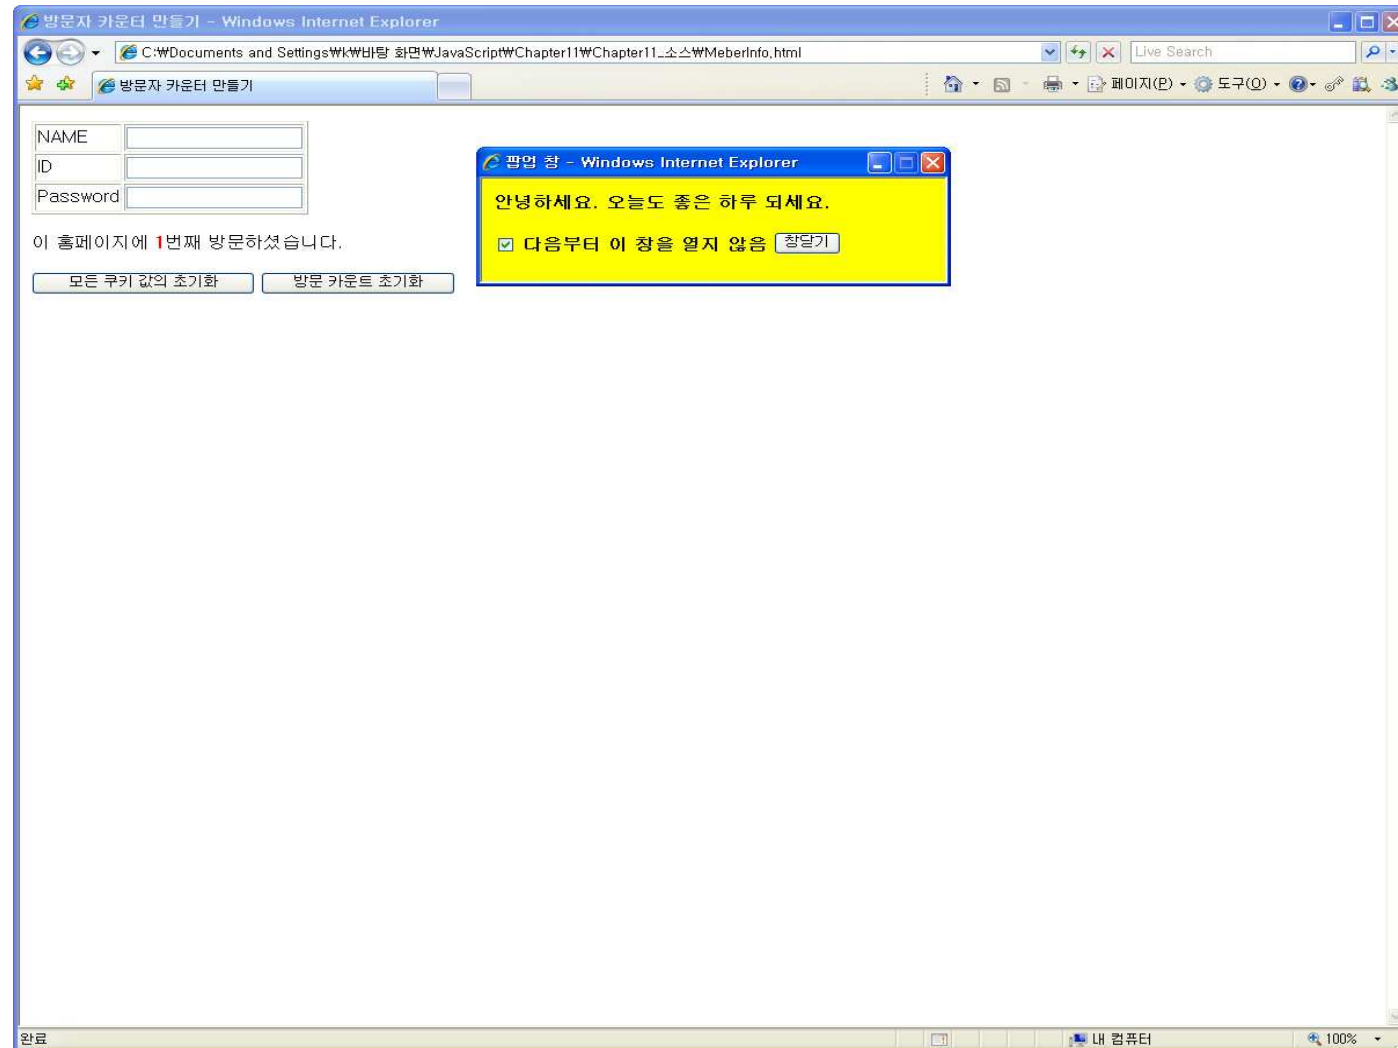 방문자 카운터 만들기 - Windows Internet Explorer
C:₩Documents and Settings₩k₩바탕 화면₩JavaScript₩Chapter11₩Chapter11_소스₩MeberInfo,html
Live Search
방문자 카운터 만들기
페이지(P)
도구(O)
NAME
ID
Password
이 홈페이지에 1번째 방문하셨습니다.
모든 쿠키 값의 초기화
방문 카운트 초기화
팝업 창 - Windows Internet Explorer
안녕하세요. 오늘도 좋은 하루 되세요.
다음부터 이 창을 열지 않음
창닫기
완료
내 컴퓨터
100%